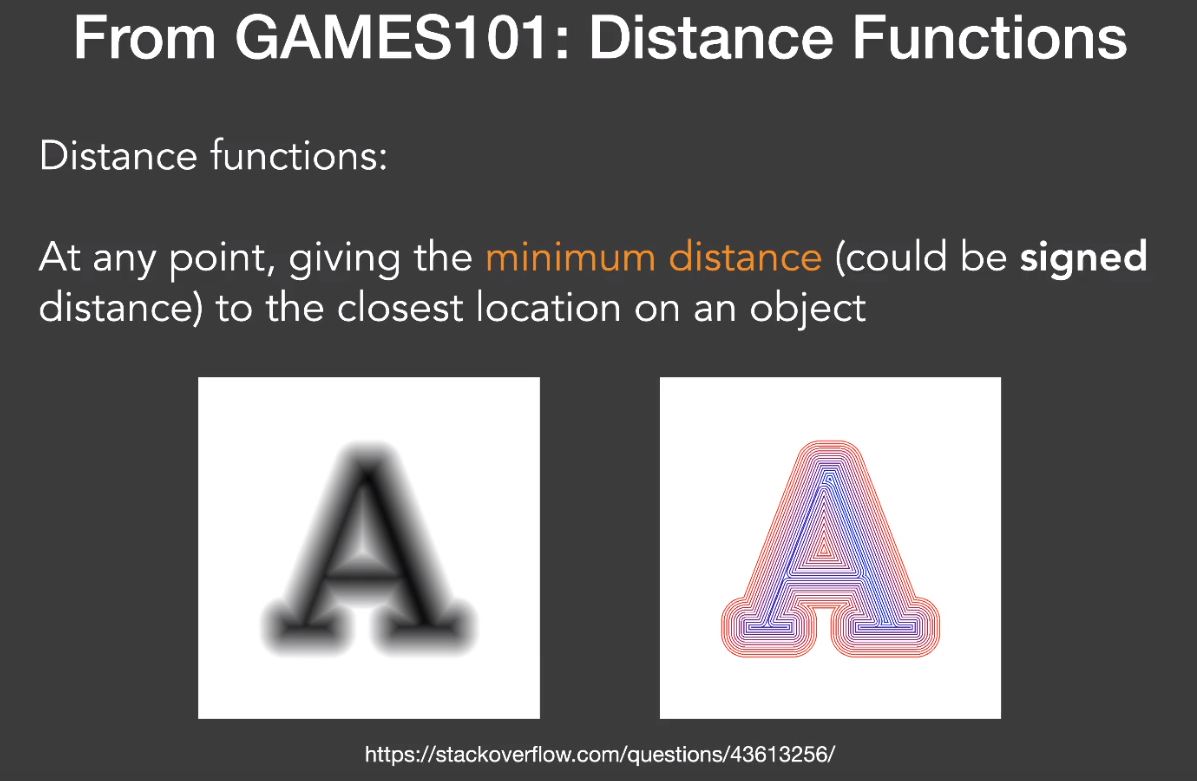 From GAMES101: Distance Functions
Distance functions:
At any point, giving the minimum distance (could be signed
distance) to the closest location on an object
A
A
https://stackoverflow.com/questions/43613256/